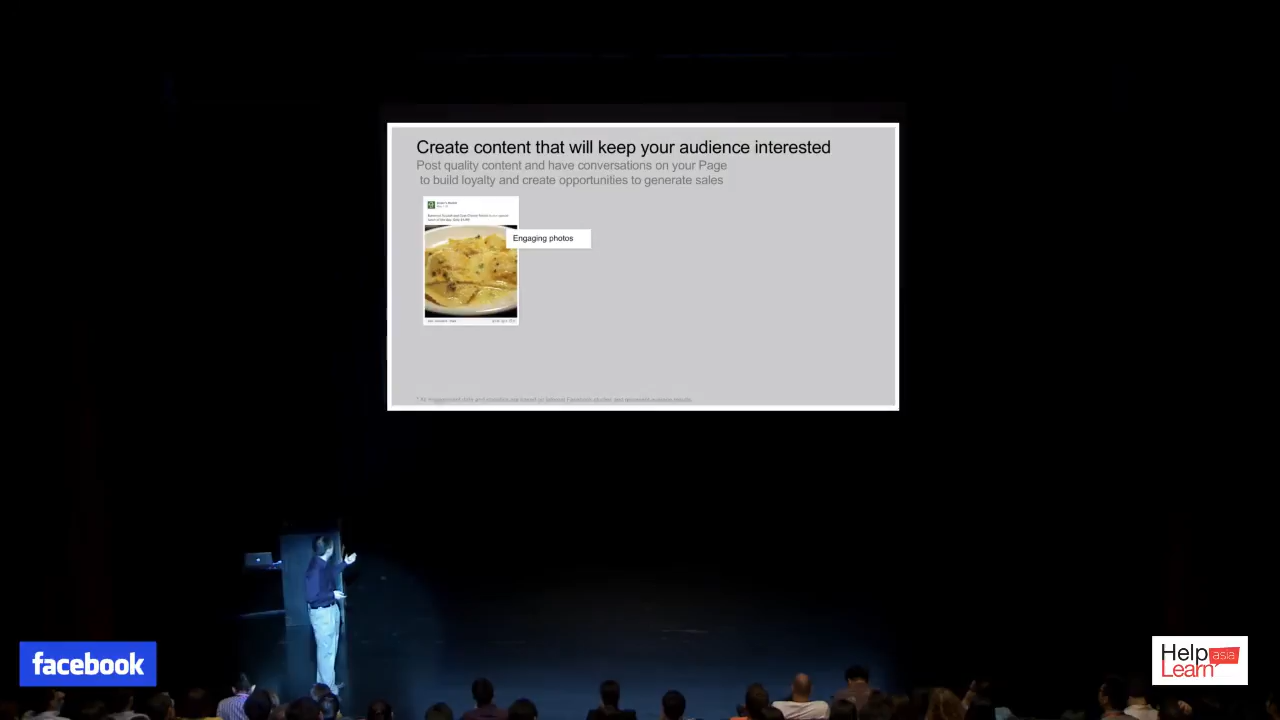 Create content that will keep your audience interested
Post quality content and have conversations on your Page
to build loyalty and create opportunities to generate sales
Engaging photos
facebook
Help
asia
Learn